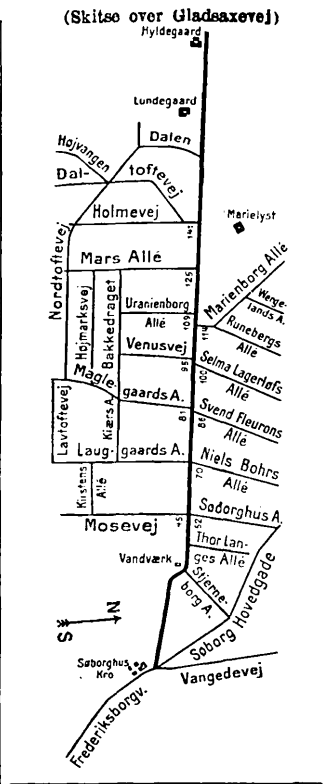 (Skitse over Gladsaxevej)
Hyldegaard
Lundegaard
Højvangen
Dalen
Dal-
toftevej
Holmevej
Marielyst
141
Nordtoftevej
Mars Allé
125
Marienborg Allé
Højmarksvej
Bakkedraget
Uranienborg
Allé
109
Werge-
lands A.
114
Runebergs
Allé
Venusvej
95
100
Selma Lagerløfs
Allé
Magle-
gaards A.
81
86
Svend Fleurons
Allé
Lavtoftevej
Kiærs A.
Laug-
gaards A.
70
Niels Bohrs
Allé
Kirstens
Allé
Søborghus A.
Mosevej
45
52
Thor Lan-
ges Allé
Vandværk
Stjerne-
borg A.
Søborg Hovedgade
N
S
Søborghus
Kro
Vangedevej
Frederiksborgv.